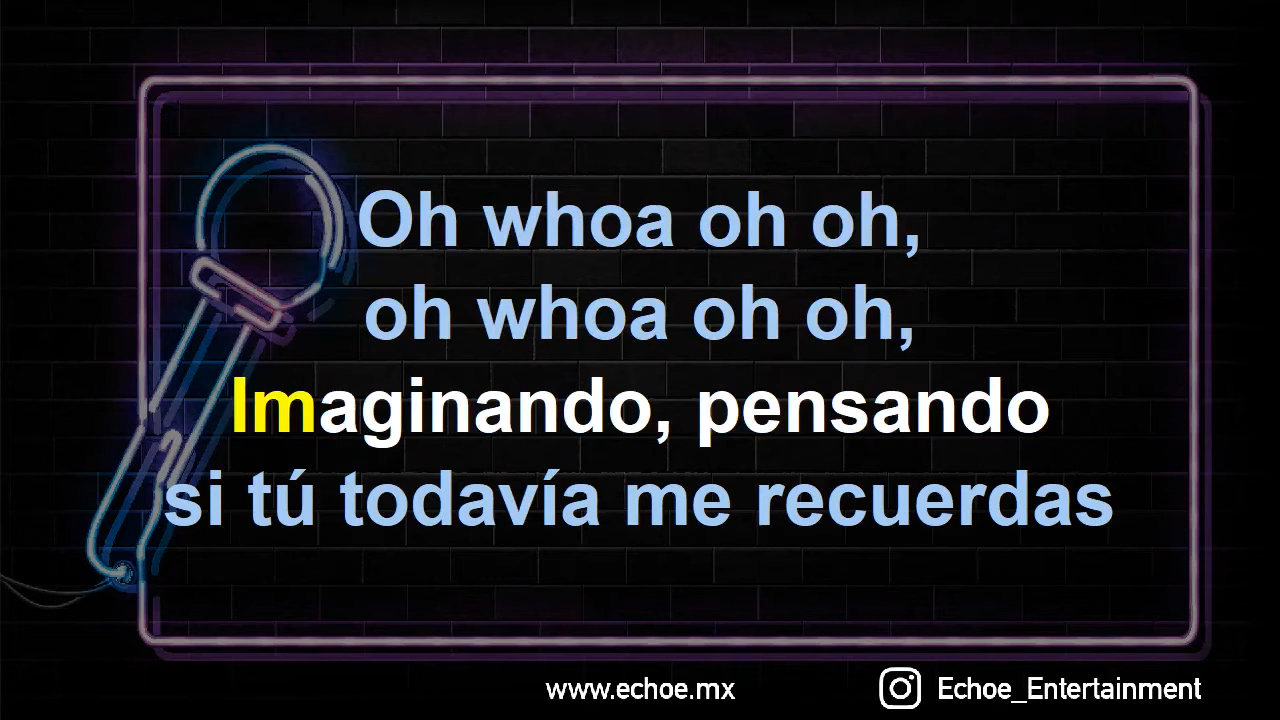 Oh whoa oh oh,
oh whoa oh oh,
Imaginando, pensando
si tú todavía me recuerdas
www.echoe.mx
Echoe_Entertainment